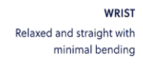 WRIST
Relaxed and straight with
minimal bending